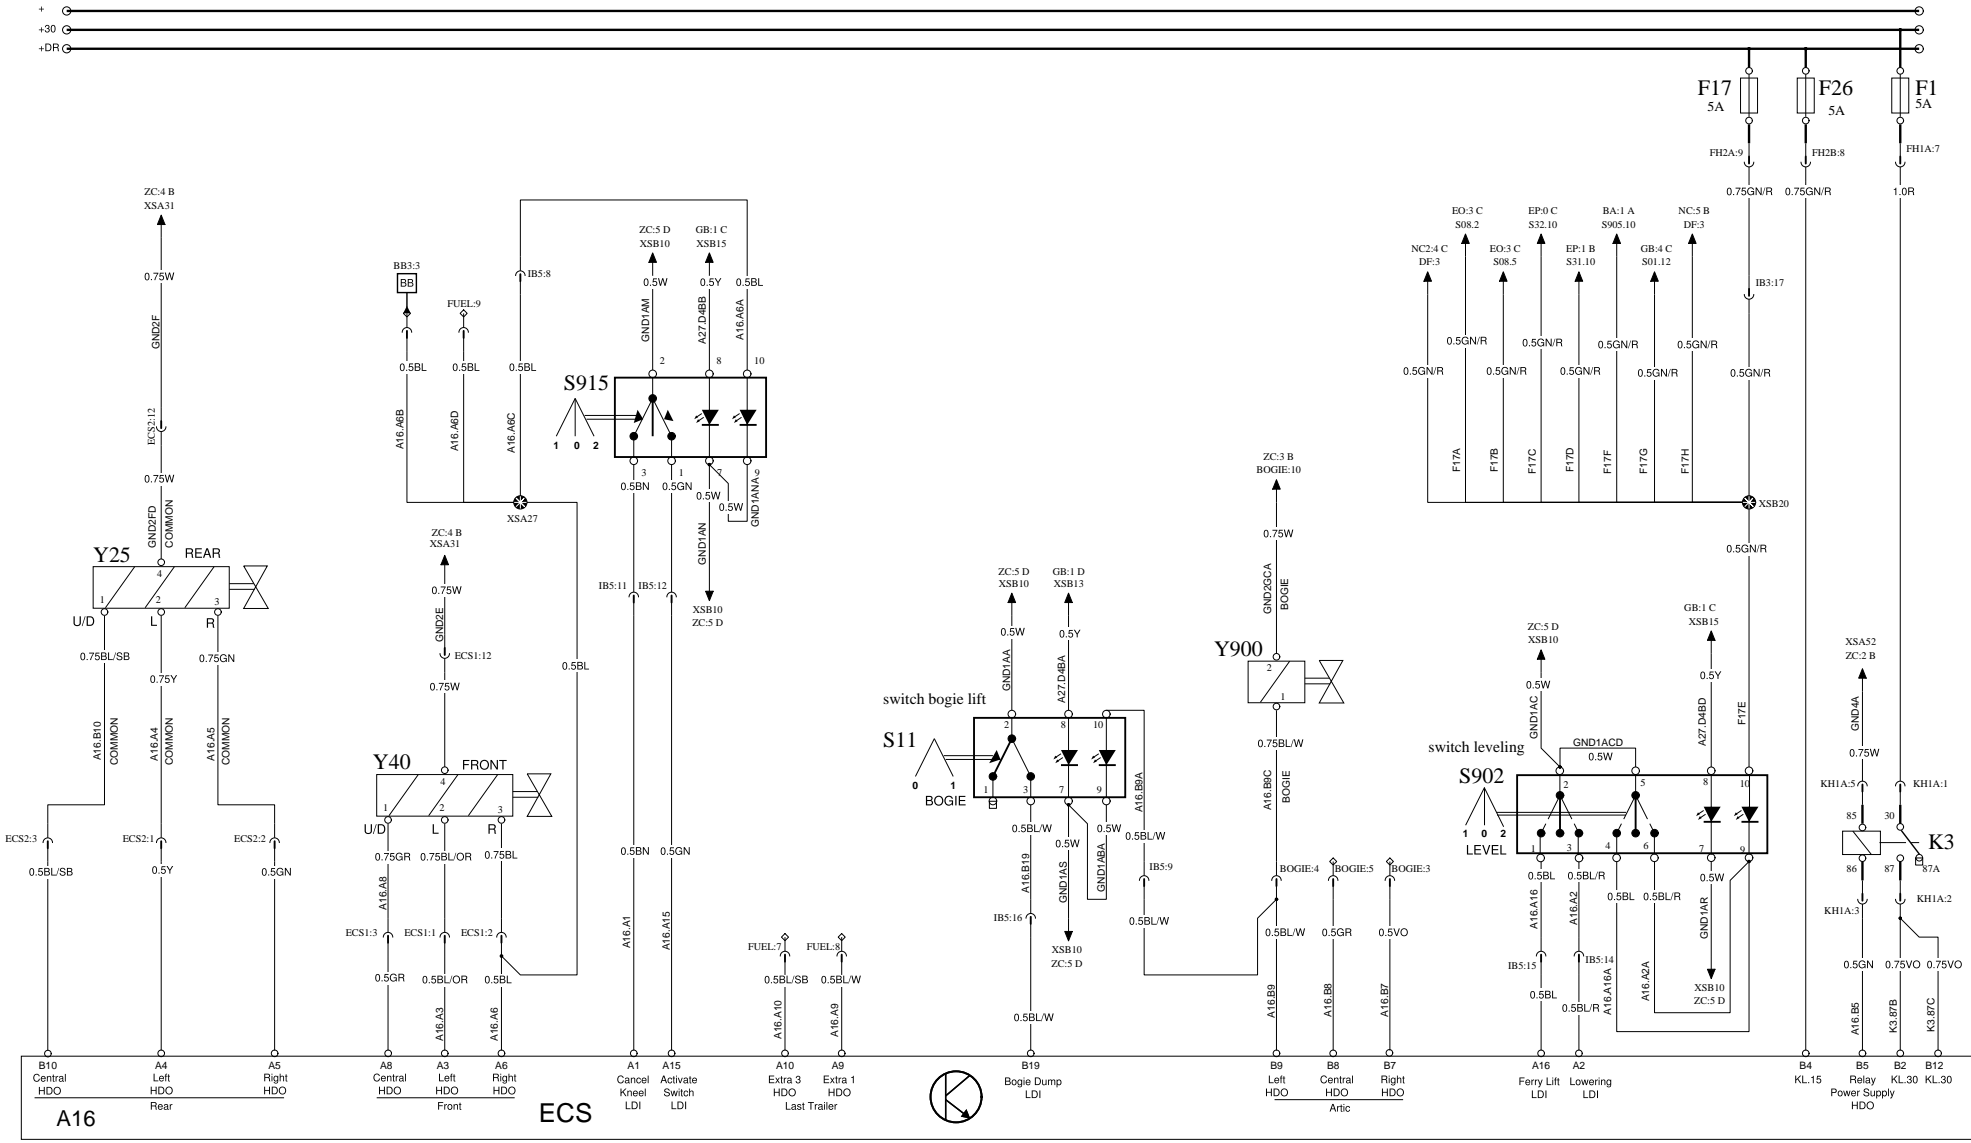 +
+30
+DR
F17
5A
F26
5A
F1
5A
FH2A:9
FH2B:8
FH1A:7
0.75GN/R
0.75GN/R
1.0R
IB3:17
0.5GN/R
ZC:4 B
XSA31
0.75W
GND2F
ECS2:12
0.75W
GND2FD
COMMON
Y25
REAR
4
1
2
3
U/D
L
R
0.75BL/SB
0.75Y
0.75GN
A16.B10
COMMON
A16.A4
COMMON
A16.A5
COMMON
ECS2:3
ECS2:1
ECS2:2
0.5BL/SB
0.5Y
0.5GN
BB3:3
BB
FUEL:9
IB5:8
0.5BL
0.5BL
0.5BL
A16.A6B
A16.A6D
A16.A6C
XSA27
ZC:4 B
XSA31
0.75W
GND2E
ECS1:12
0.75W
0.5BL
Y40
FRONT
4
1
2
3
U/D
L
R
0.75GR
0.75BL/OR
0.75BL
A16.A8
ECS1:3
ECS1:1
ECS1:2
0.5GR
0.5BL/OR
0.5BL
A16.A3
A16.A6
ZC:5 D
XSB10
GB:1 C
XSB15
0.5W
0.5Y
0.5BL
GND1AM
A27.D4BB
A16.A6A
2
8
10
S915
1 0 2
3
1
7
9
0.5BN
0.5GN
0.5W
0.5W
GND1ANA
GND1AN
IB5:11
IB5:12
XSB10
ZC:5 D
0.5BN
0.5GN
A16.A1
A16.A15
FUEL:7
FUEL:8
0.5BL/SB
0.5BL/W
A16.A10
A16.A9
ZC:5 D
XSB10
GB:1 D
XSB13
0.5W
0.5Y
GND1AA
A27.D4BA
switch bogie lift
S11
2
8
10
0 1
BOGIE
1
3
7
9
0.5BL/W
0.5W
0.5W
A16.B9A
0.5BL/W
A16.B19
GND1AS
GND1ABA
IB5:9
IB5:16
0.5BL/W
XSB10
ZC:5 D
0.5BL/W
ZC:3 B
BOGIE:10
0.75W
GND2GCA
BOGIE
Y900
2
1
0.75BL/W
A16.B9C
BOGIE
BOGIE:4
BOGIE:5
BOGIE:3
0.5BL/W
0.5GR
0.5VO
A16.B9
A16.B8
A16.B7
NC2:4 C
DF:3
EO:3 C
S08.2
EO:3 C
S08.5
EP:0 C
S32.10
EP:1 B
S31.10
BA:1 A
S905.10
GB:4 C
S01.12
NC:5 B
DF:3
0.5GN/R
0.5GN/R
0.5GN/R
0.5GN/R
0.5GN/R
0.5GN/R
0.5GN/R
0.5GN/R
F17A
F17B
F17C
F17D
F17F
F17G
F17H
XSB20
0.5GN/R
F17E
ZC:5 D
XSB10
GB:1 C
XSB15
0.5W
0.5Y
GND1AC
A27.D4BD
GND1ACD
0.5W
switch leveling
S902
2
5
8
10
1 0 2
LEVEL
1
3
4
6
7
9
0.5BL
0.5BL/R
0.5BL
0.5BL/R
0.5W
A16.A16
A16.A2
GND1AR
IB5:15
IB5:14
A16.A16A
A16.A2A
0.5BL
0.5BL/R
XSB10
ZC:5 D
XSA52
ZC:2 B
GND4A
0.75W
KH1A:5
KH1A:1
85
30
K3
86
87
87A
KH1A:3
KH1A:2
0.5GN
0.75VO
0.75VO
A16.B5
K3.87B
K3.87C
B10
Central
HDO
A4
Left
HDO
A5
Right
HDO
Rear
A8
Central
HDO
A3
Left
HDO
A6
Right
HDO
Front
A1
Cancel
Kneel
LDI
A15
Activate
Switch
LDI
A10
Extra 3
HDO
A9
Extra 1
HDO
Last Trailer
B19
Bogie Dump
LDI
B9
Left
HDO
B8
Central
HDO
B7
Right
HDO
Artic
A16
Ferry Lift
LDI
A2
Lowering
LDI
B4
KL.15
B5
Relay
Power Supply
HDO
B2
KL.30
B12
KL.30
A16
ECS